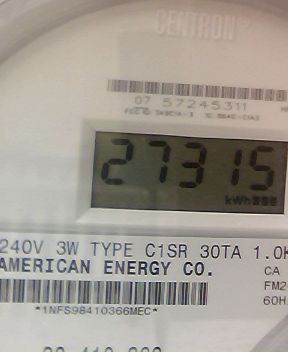 CENTRON®
07 57245311
27315
kWh
240V 3W TYPE C1SR 30TA 1.0K
AMERICAN ENERGY CO.
CA
FM2
60H
*1NFS98410366MEC*